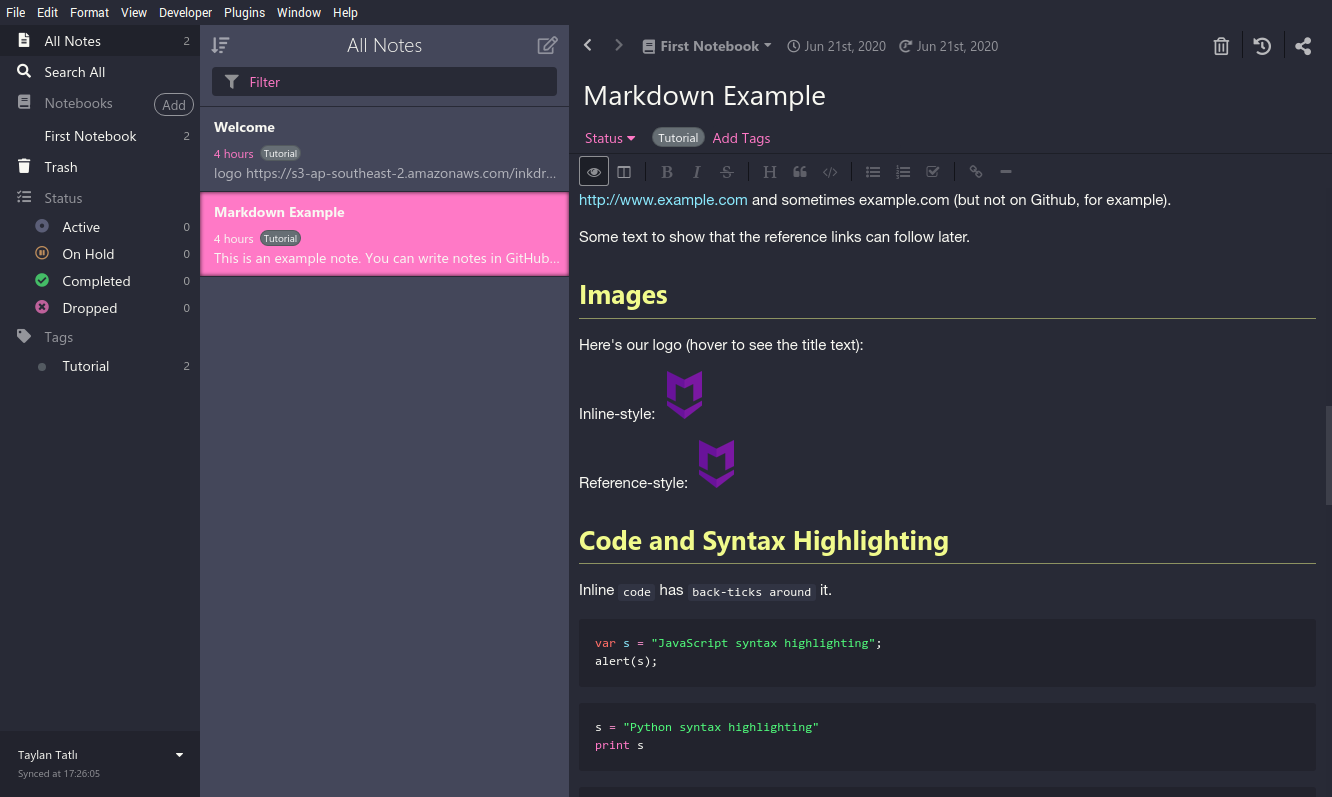 File Edit Format View Developer Plugins Window Help
All Notes 2
Search All
Notebooks Add
First Notebook 2
Trash
Status
Active 0
On Hold 0
Completed 0
Dropped 0
Tags
Tutorial 2
Taylan Tatlı
Synced at 17:26:05
All Notes
Filter
Welcome
4 hours Tutorial
logo https://s3-ap-southeast-2.amazonaws.com/inkdr...
Markdown Example
4 hours Tutorial
This is an example note. You can write notes in GitHub...
First Notebook Jun 21st, 2020 Jun 21st, 2020
Markdown Example
Status Tutorial Add Tags
B I S H
http://www.example.com and sometimes example.com (but not on Github, for example).
Some text to show that the reference links can follow later.
Images
Here's our logo (hover to see the title text):
Inline-style:
Reference-style:
Code and Syntax Highlighting
Inline code has back-ticks around it.
var s = "JavaScript syntax highlighting";
alert(s);
s = "Python syntax highlighting"
print s